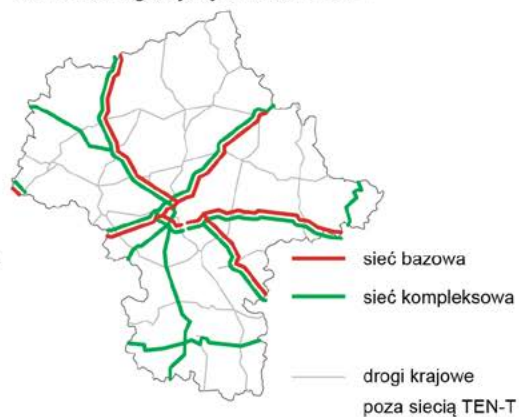 sieć bazowa
sieć kompleksowa
drogi krajowe
poza siecią TEN-T